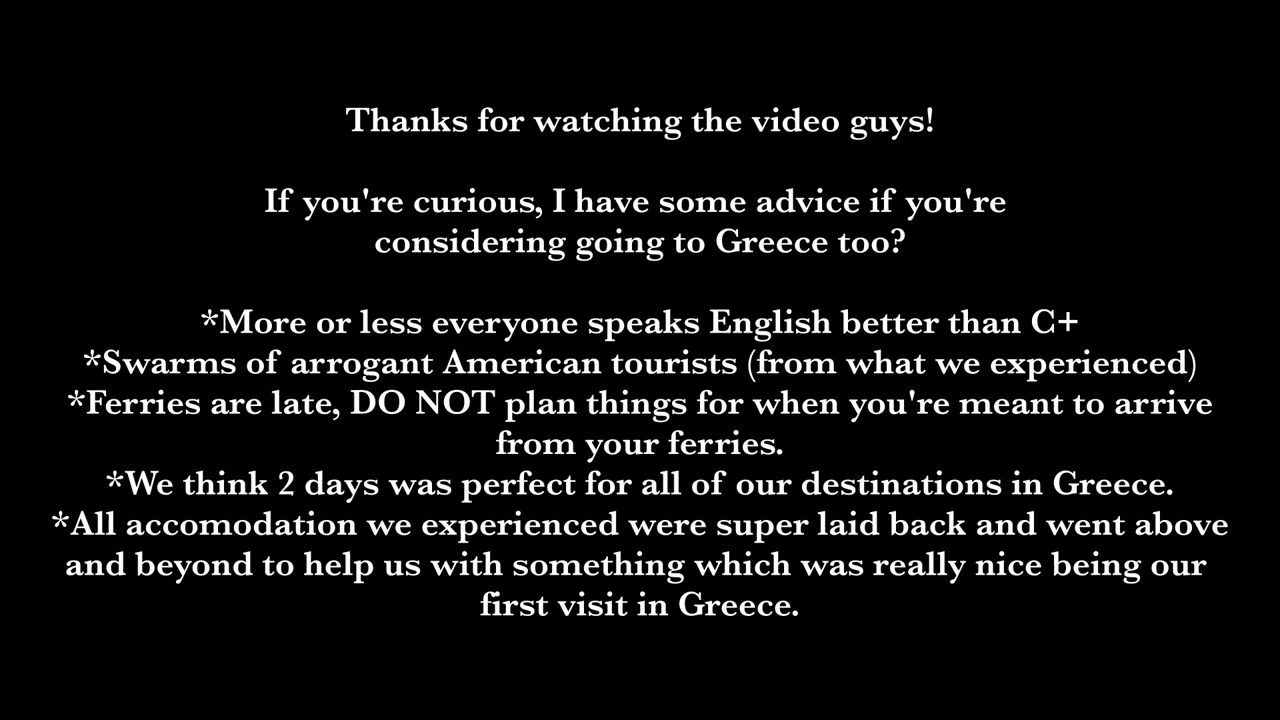 Thanks for watching the video guys!
If you're curious, I have some advice if you're
considering going to Greece too?
*More or less everyone speaks English better than C+
*Swarms of arrogant American tourists (from what we experienced)
*Ferries are late, DO NOT plan things for when you're meant to arrive
from your ferries.
*We think 2 days was perfect for all of our destinations in Greece.
*All accomodation we experienced were super laid back and went above
and beyond to help us with something which was really nice being our
first visit in Greece.